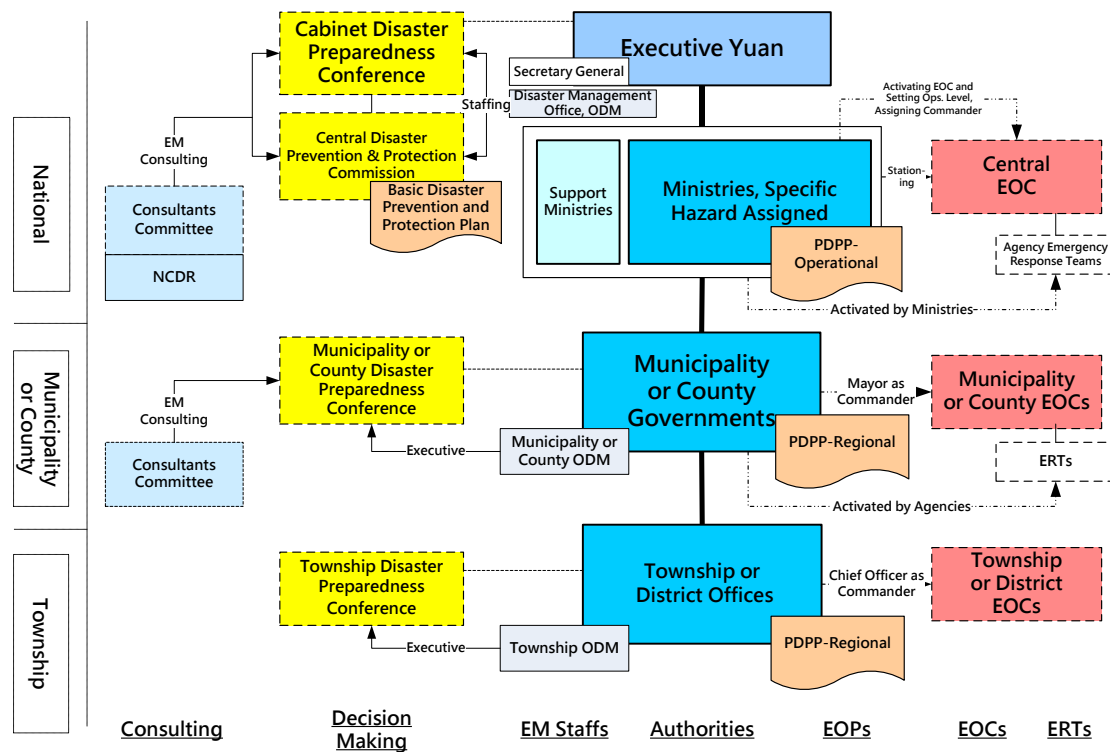 National
Cabinet Disaster
Preparedness
Conference
Executive Yuan
Secretary General
Disaster Management
Office, ODM
Staffing
EM
Consulting
Central Disaster
Prevention & Protection
Commission
Basic Disaster
Prevention and
Protection Plan
Consultants
Committee
NCDR
Support
Ministries
Ministries, Specific
Hazard Assigned
PDPP-
Operational
Activating EOC and
Setting Ops. Level,
Assigning Commander
Station-
ing
Central
EOC
Agency Emergency
Response Teams
Activated by Ministries
Municipality
or County
EM
Consulting
Consultants
Committee
Municipality or
County Disaster
Preparedness
Conference
Executive
Municipality or
County ODM
Municipality
or County
Governments
PDPP-Regional
Mayor as
Commander
Municipality
or County EOCs
ERTs
Activated by Agencies
Township
Township Disaster
Preparedness
Conference
Executive
Township ODM
Township or
District Offices
PDPP-Regional
Chief Officer as
Commander
Township
or District
EOCs
Consulting
Decision
Making
EM Staffs
Authorities
EOPs
EOCs
ERTs